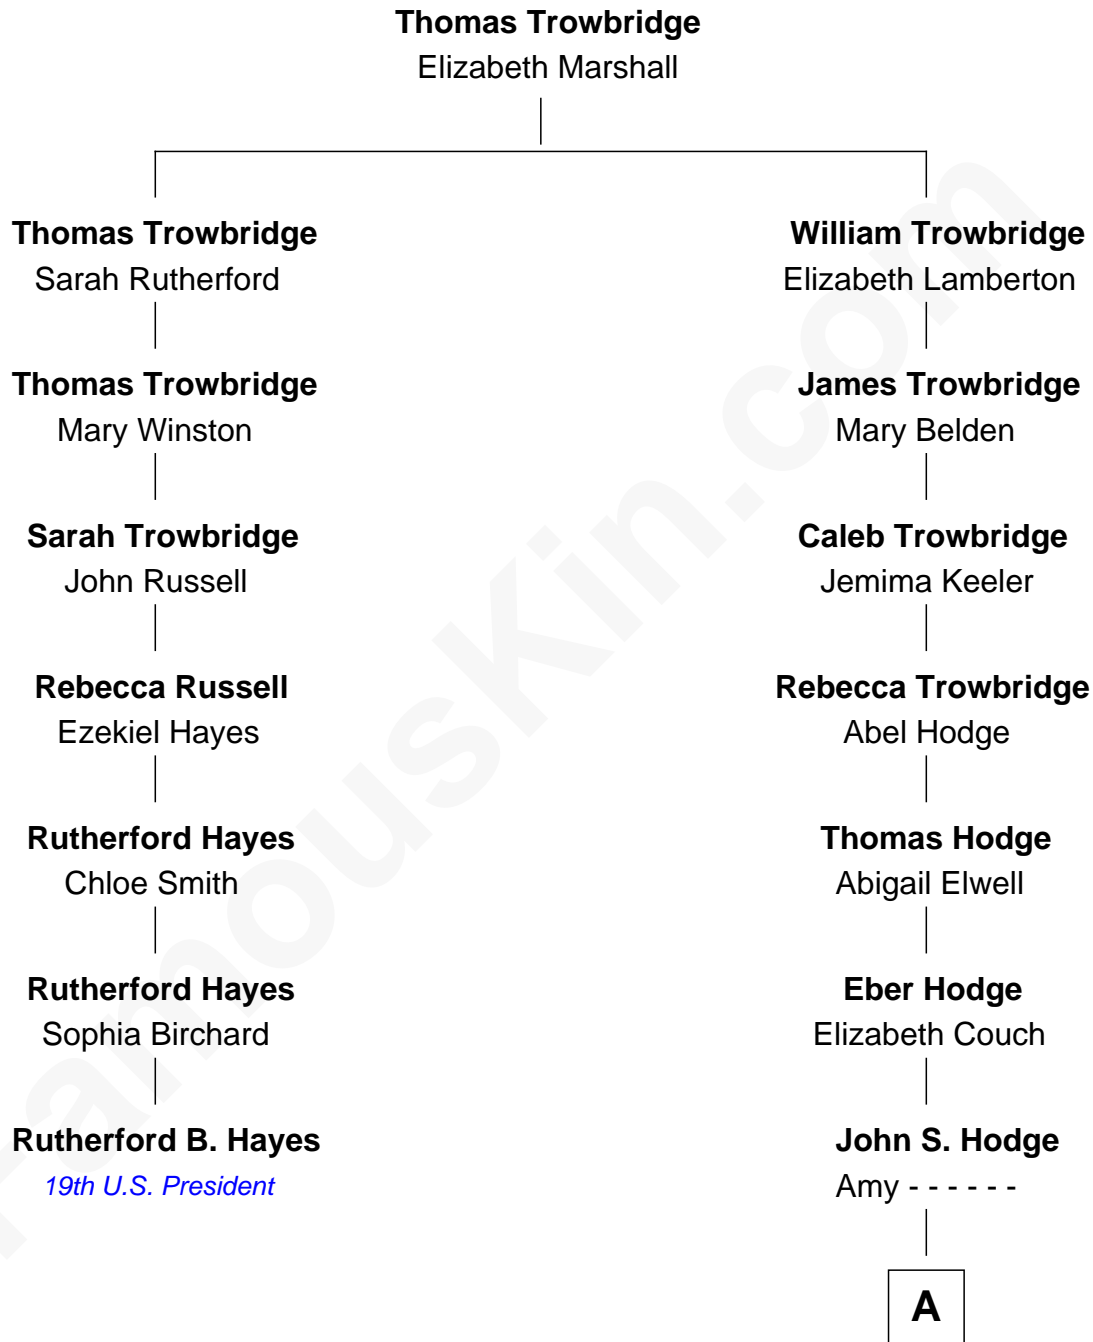 Thomas Trowbridge
Elizabeth Marshall
Thomas Trowbridge
Sarah Rutherford
William Trowbridge
Elizabeth Lamberton
Thomas Trowbridge
Mary Winston
James Trowbridge
Mary Belden
Sarah Trowbridge
John Russell
Caleb Trowbridge
Jemima Keeler
Rebecca Russell
Ezekiel Hayes
Rebecca Trowbridge
Abel Hodge
Rutherford Hayes
Chloe Smith
Thomas Hodge
Abigail Elwell
Rutherford Hayes
Sophia Birchard
Eber Hodge
Elizabeth Couch
Rutherford B. Hayes
19th U.S. President
John S. Hodge
Amy - - - - - -
A
FamousKin.com